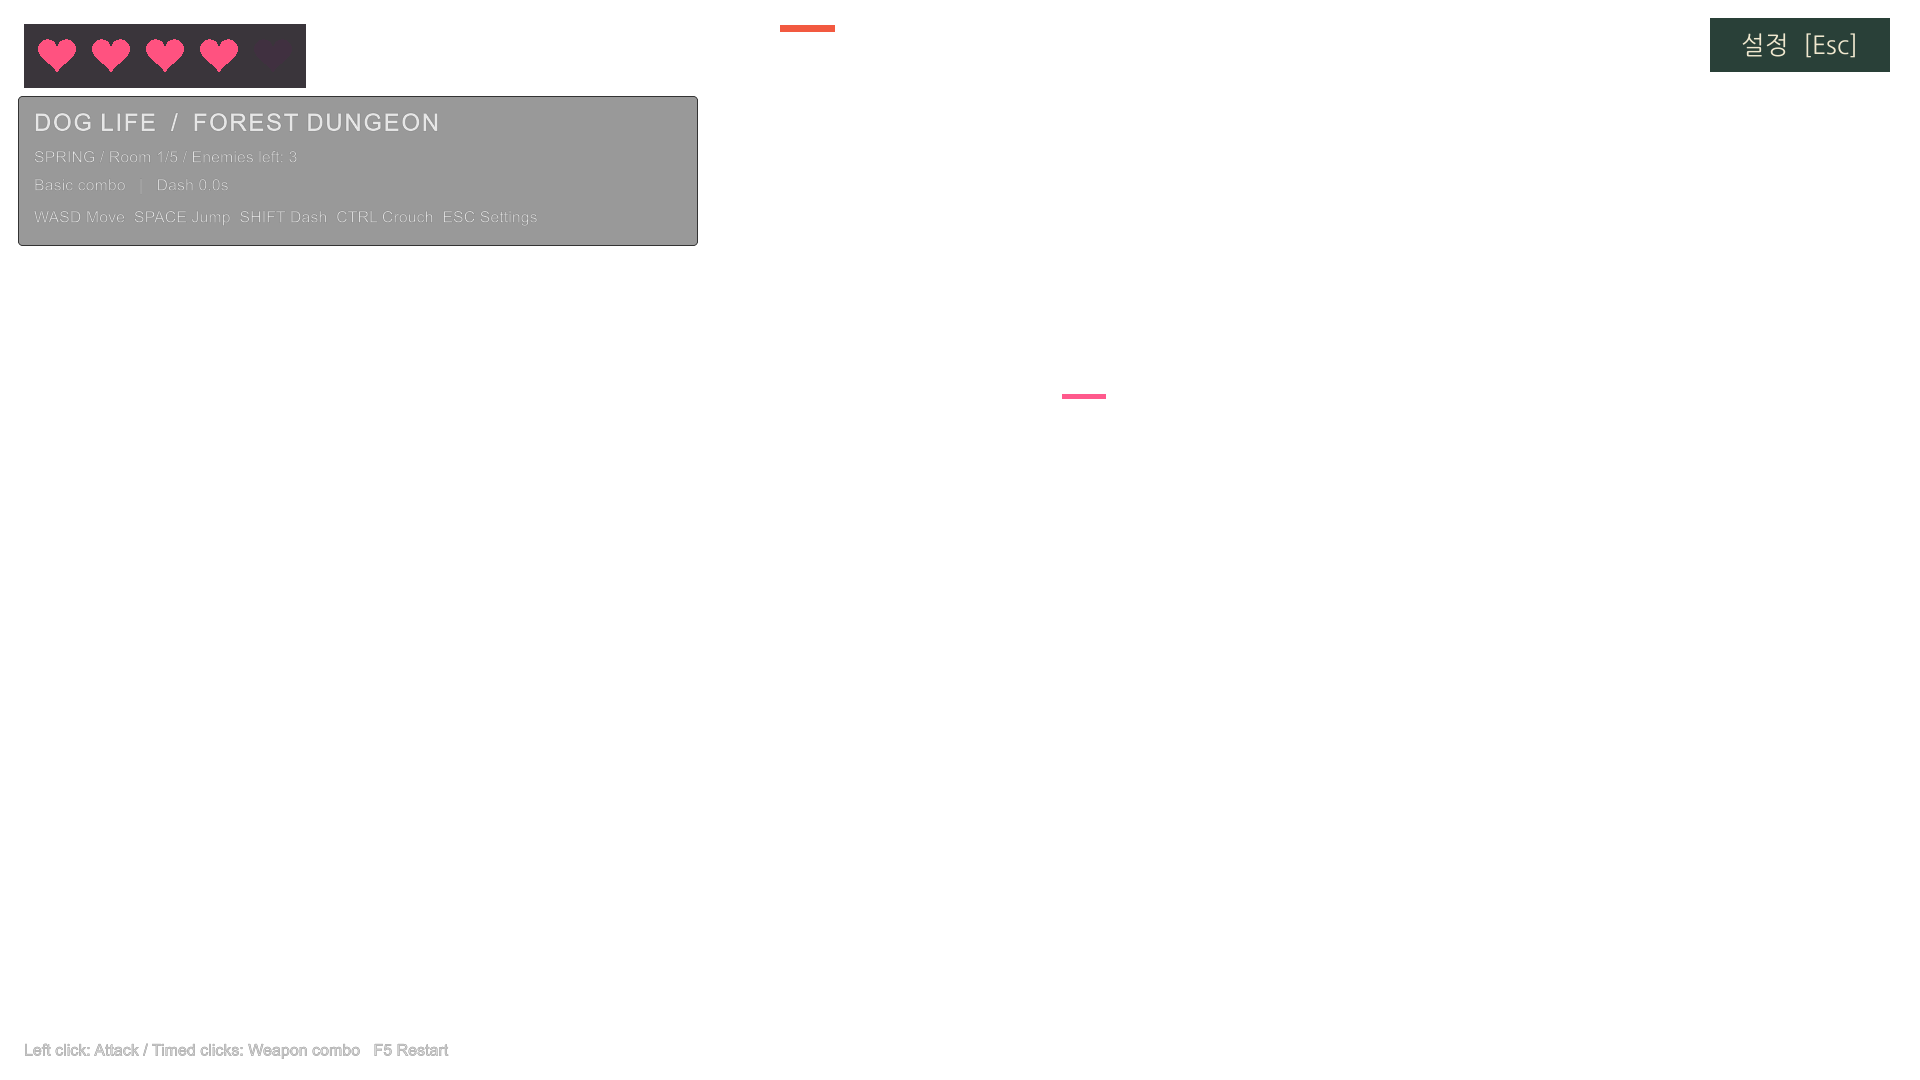 설정 [Esc]
DOG LIFE / FOREST DUNGEON
SPRING / Room 1/5 / Enemies left: 3
Basic combo | Dash 0.0s
WASD Move SPACE Jump SHIFT Dash CTRL Crouch ESC Settings
Left click: Attack / Timed clicks: Weapon combo F5 Restart